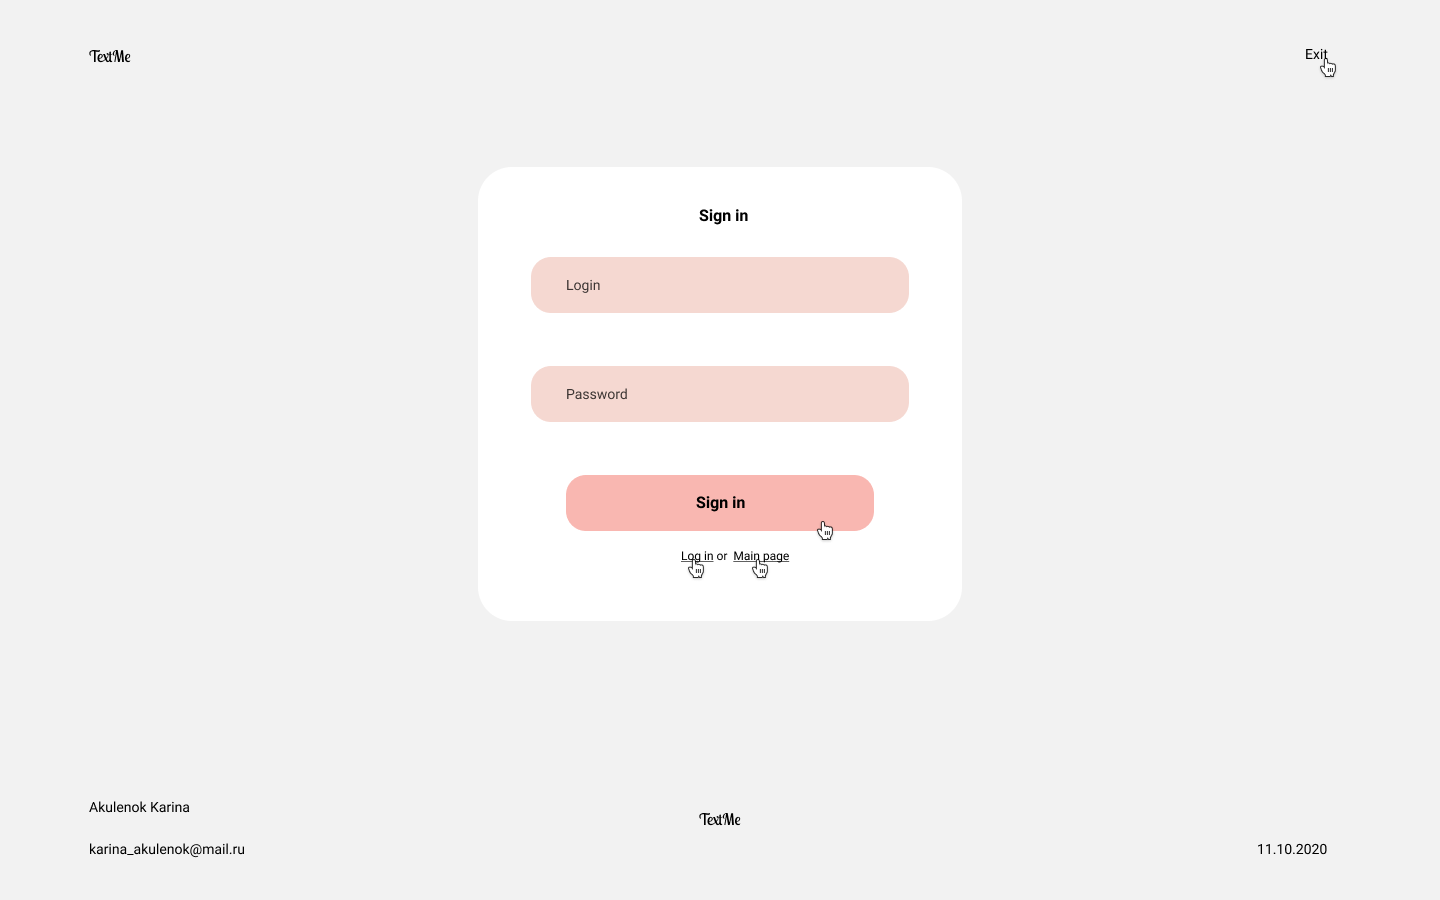 TextMe
Exit
Sign in
Login
Password
Sign in
Log in or Main page
Akulenok Karina
TextMe
karina_akulenok@mail.ru
11.10.2020